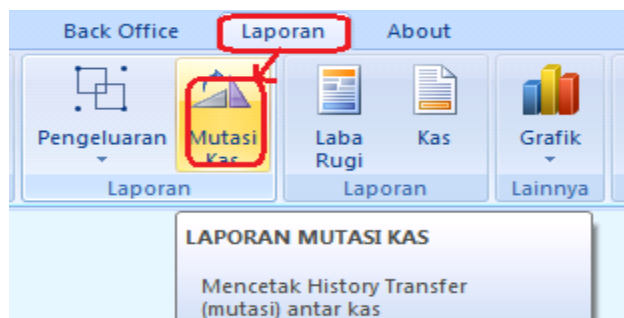 Back Office Laporan About
Pengeluaran Mutasi Kas Laba Rugi Kas Grafik
Laporan Laporan Lainnya
LAPORAN MUTASI KAS
Mencetak History Transfer
(mutasi) antar kas